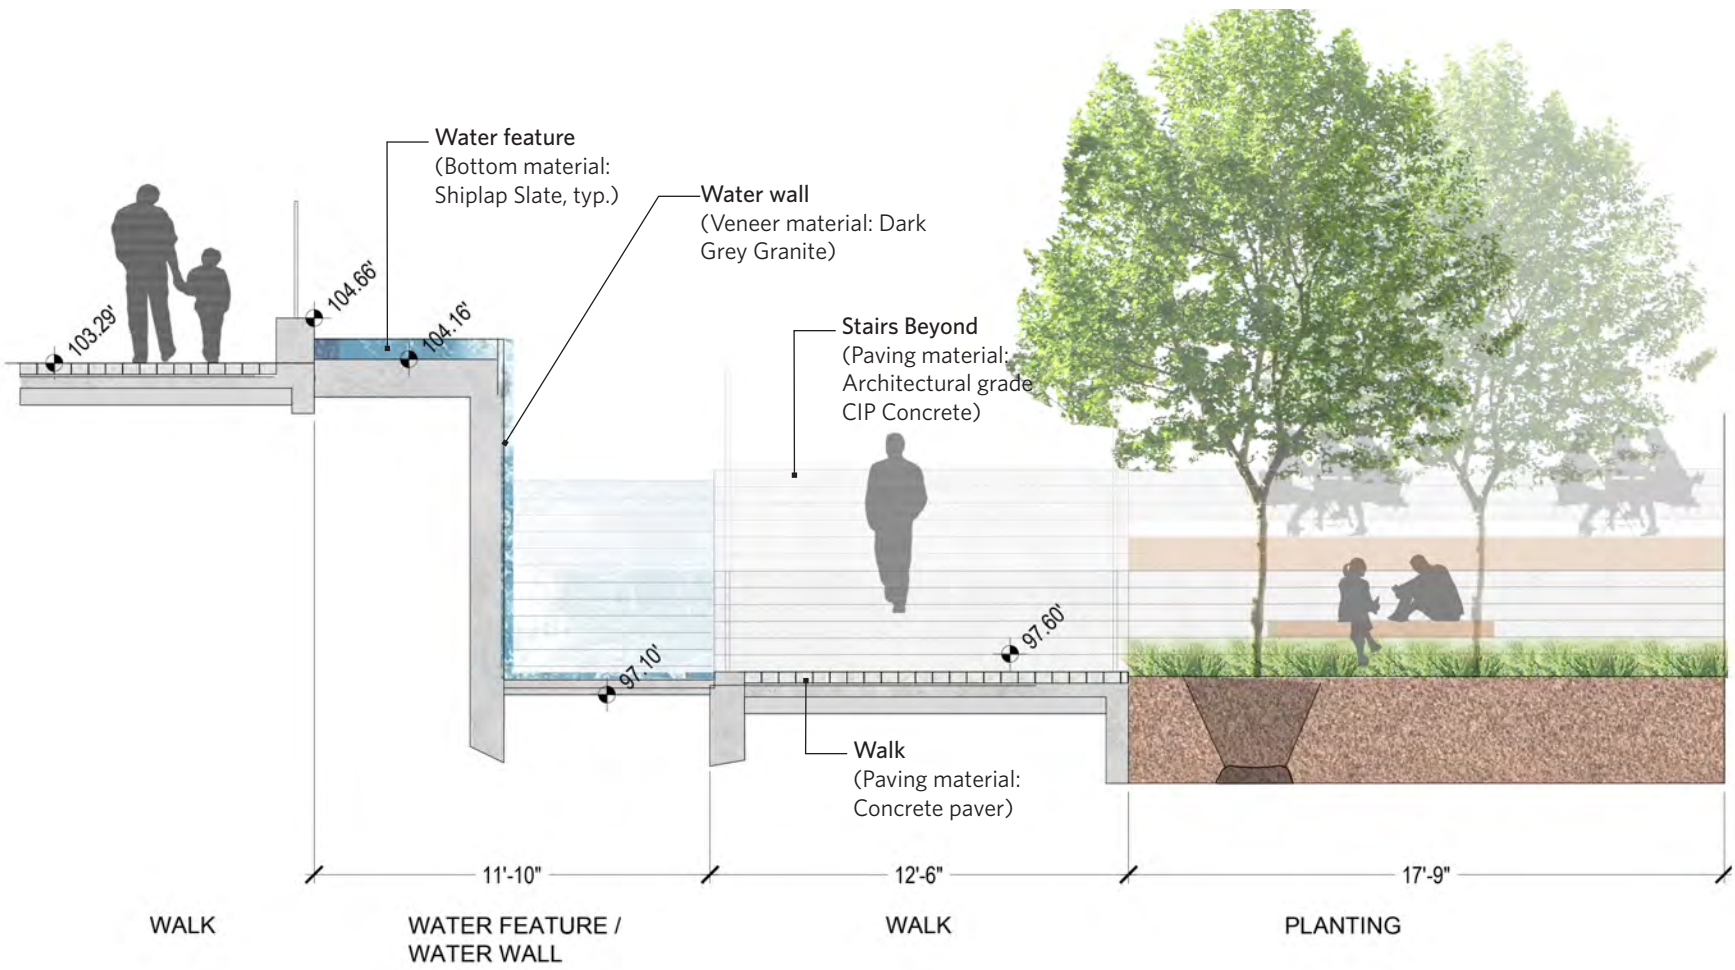 Water feature
(Bottom material:
Shiplap Slate, typ.)
Water wall
(Veneer material: Dark
Grey Granite)
104.66'
103.29'
104.16'
Stairs Beyond
(Paving material:
Architectural grade
CIP Concrete)
97.60'
97.10'
Walk
(Paving material:
Concrete paver)
11'-10"
12'-6"
17'-9"
WALK
WATER FEATURE /
WATER WALL
WALK
PLANTING